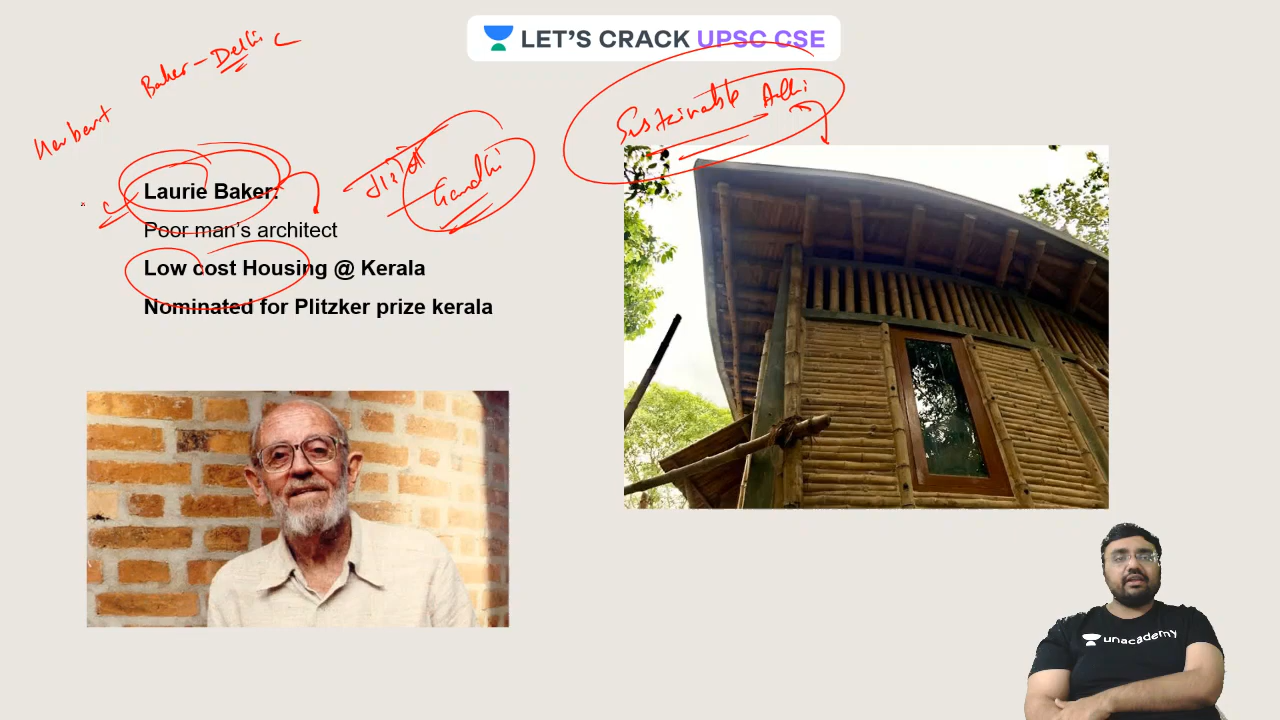 LET'S CRACK UPSC CSE
Herbert Baker - Delhi
Sustainable
Gandhi
Laurie Baker:
Poor man's architect
Low cost Housing @ Kerala
Nominated for Plitzker prize kerala
unacademy